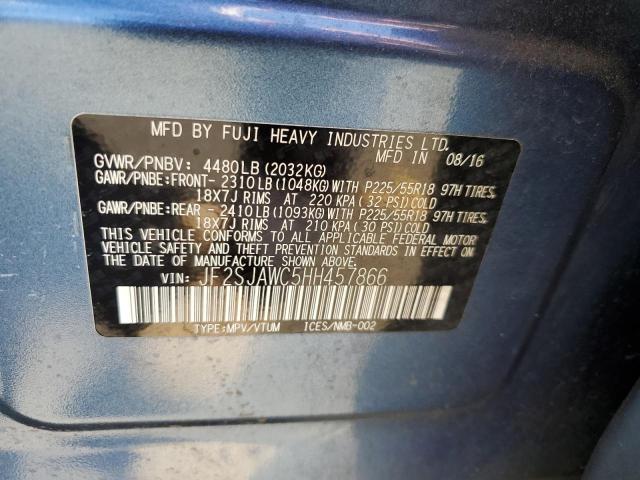 MFD BY FUJI HEAVY INDUSTRIES LTD.
MFD IN 08/16
GVWR/PNBV: 4480LB (2032KG)
GAWR/PNBE:FRONT- 2310LB (1048KG) WITH P225/55R18 97H TIRES,
18X7J RIMS AT 220 KPA (32 PSI) COLD
GAWR/PNBE:REAR -2410LB (1093KG) WITH P225/55R18 97H TIRES,
18X7J RIMS AT 210 KPA (30 PSI) COLD
THIS VEHICLE CONFORMS TO ALL APPLICABLE FEDERAL MOTOR
VEHICLE SAFETY AND THEFT PREVENTION STANDARDS IN EFFECT ON
THE DATE OF MANUFACTURE SHOWN ABOVE.
VIN: JF2SJAWC5HH457866
TYPE:MPV/VTUM ICES/NMB-002